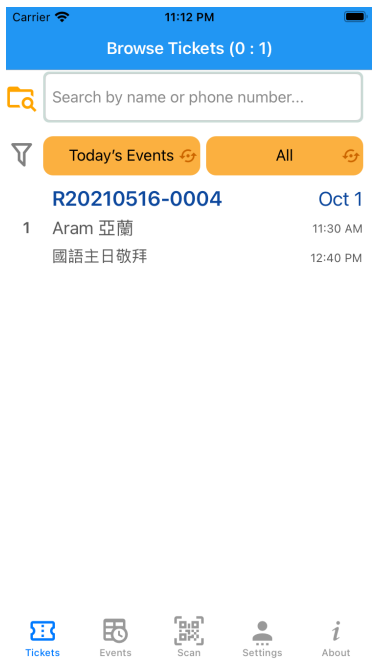 Carrier 11:12 PM
Browse Tickets (0 : 1)
Search by name or phone number...
Today's Events All
R20210516-0004 Oct 1
1 Aram 亞蘭 11:30 AM
國語主日敬拜 12:40 PM
Tickets Events Scan Settings About